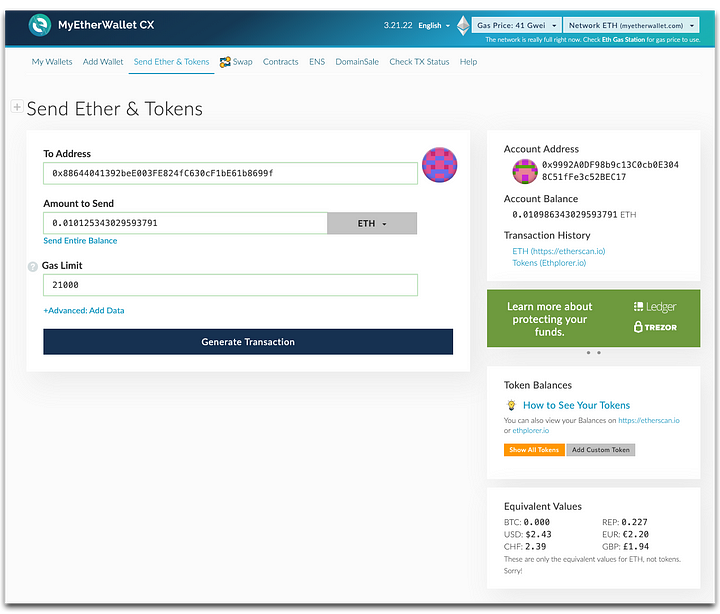 MyEtherWallet CX
3.21.22 English Gas Price: 41 Gwei Network ETH (myetherwallet.com)
The network is really full right now. Check Eth Gas Station for gas price to use.
My Wallets Add Wallet Send Ether & Tokens Swap Contracts ENS DomainSale Check TX Status Help
+ Send Ether & Tokens
To Address
0x88644041392beE003FE824fC630cF1bE61b8699f
Amount to Send
0.010125343029593791 ETH
Send Entire Balance
? Gas Limit
21000
+Advanced: Add Data
Generate Transaction
Account Address
0x9992A0DF98b9c13C0cb0E304
8C51fFe3c52BEC17
Account Balance
0.010986343029593791 ETH
Transaction History
ETH (https://etherscan.io)
Tokens (Ethplorer.io)
Learn more about
protecting your
funds.
Ledger
TREZOR
Token Balances
How to See Your Tokens
You can also view your Balances on https://etherscan.io
or ethplorer.io
Show All Tokens Add Custom Token
Equivalent Values
BTC: 0.000 REP: 0.227
USD: $2.43 EUR: €2.20
CHF: 2.39 GBP: £1.94
These are only the equivalent values for ETH, not tokens.
Sorry!